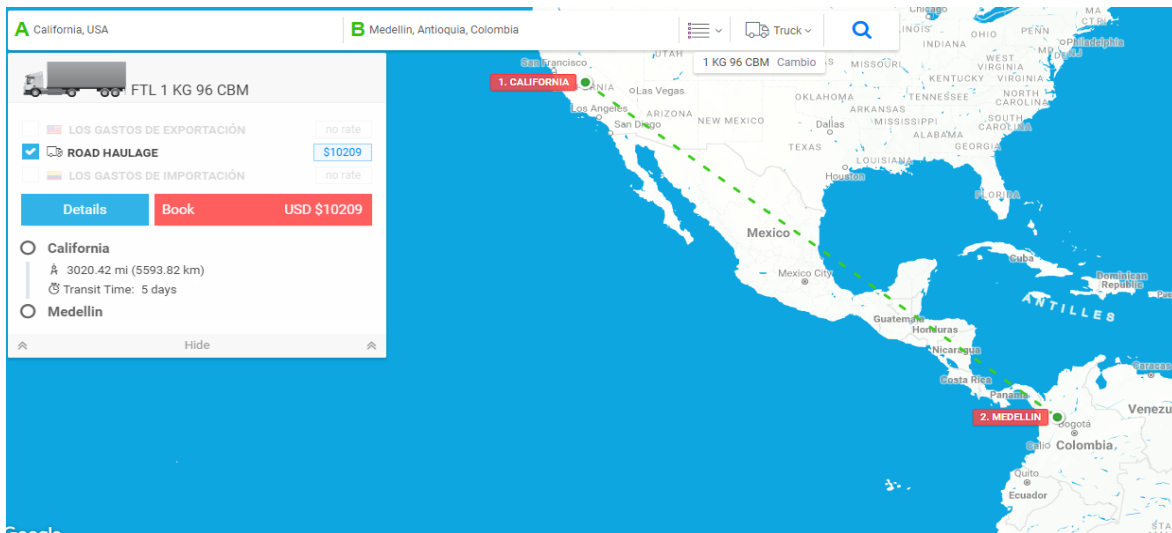 A California, USA
B Medellin, Antioquia, Colombia
Truck
1 KG 96 CBM Cambio
FTL 1 KG 96 CBM
LOS GASTOS DE EXPORTACIÓN no rate
ROAD HAULAGE $10209
LOS GASTOS DE IMPORTACIÓN no rate
Details
Book USD $10209
California
3020.42 mi (5593.82 km)
Transit Time: 5 days
Medellin
Hide
Chicago
OHIO
PENN
Philadelphia
INDIANA
UTAH
MISSOURI
WEST
VIRGINIA
KENTUCKY
VIRGINIA
San Francisco
1. CALIFORNIA
Las Vegas
OKLAHOMA
TENNESSEE
NORTH
CAROLINA
Los Angeles
ARIZONA
ARKANSAS
NEW MEXICO
San Diego
Dallas
MISSISSIPPI
SOUTH
CAROLINA
ALABAMA
TEXAS
GEORGIA
LOUISIANA
Houston
FLORIDA
Mexico
Cuba
Mexico City
Dominican
Republic
ANTILLES
Guatemala
Honduras
Nicaragua
Caracas
Costa Rica
Panama
2. MEDELLIN
Venezu
Bogotá
Colombia
Quito
Ecuador
Google